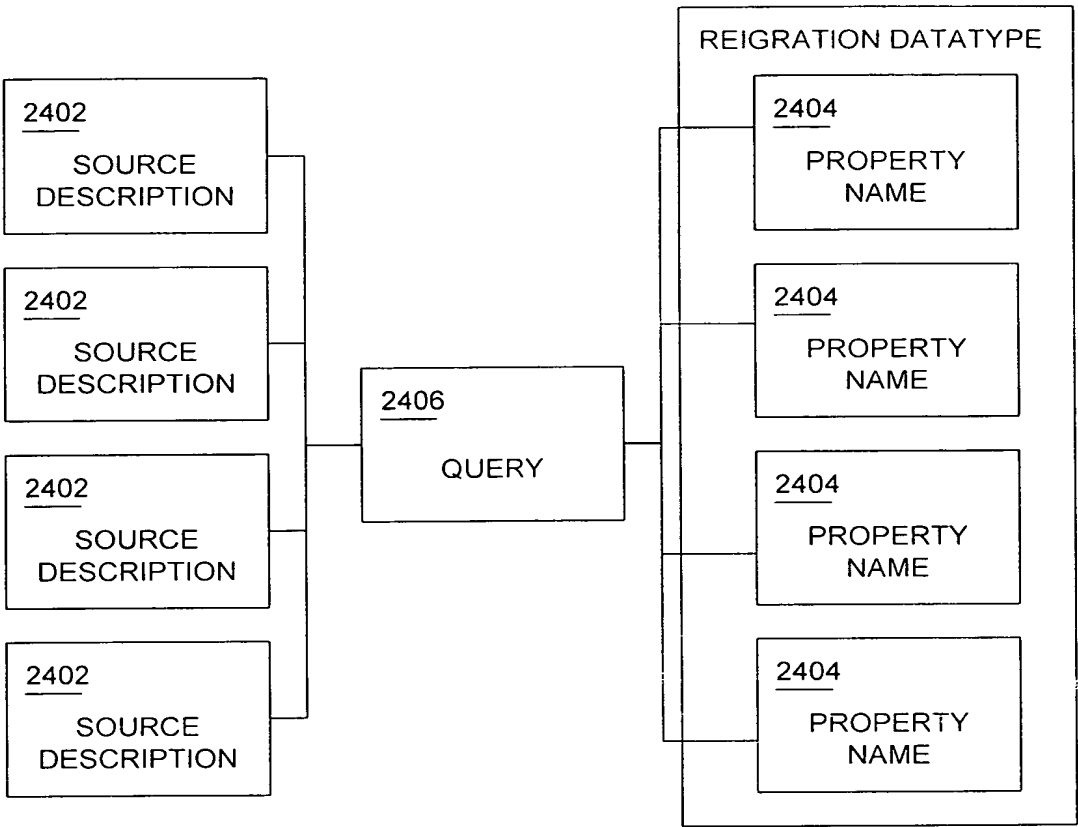 REIGRATION DATATYPE
2402
SOURCE
DESCRIPTION
2402
SOURCE
DESCRIPTION
2402
SOURCE
DESCRIPTION
2402
SOURCE
DESCRIPTION
2406
QUERY
2404
PROPERTY
NAME
2404
PROPERTY
NAME
2404
PROPERTY
NAME
2404
PROPERTY
NAME